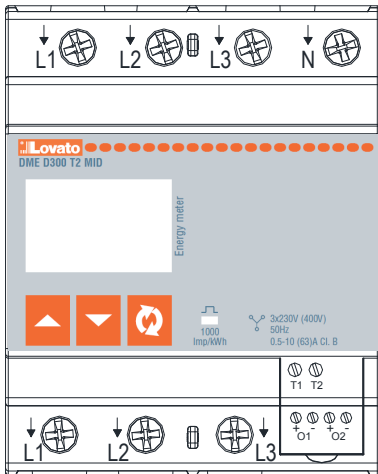 L1 L2 L3 N
Lovato
DME D300 T2 MID
Energy meter
1000
Imp/kWh
3x230V (400V)
50Hz
0.5-10 (63)A Cl. B
T1 T2
+ - + -
O1 O2
L1 L2 L3